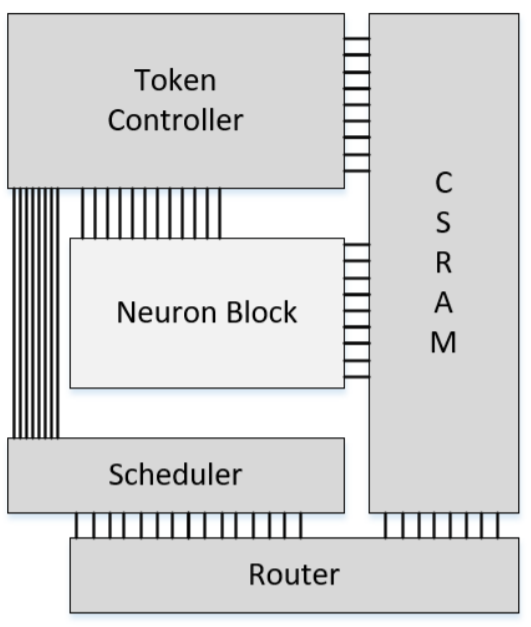 Token
Controller
C
S
R
A
M
Neuron Block
Scheduler
Router